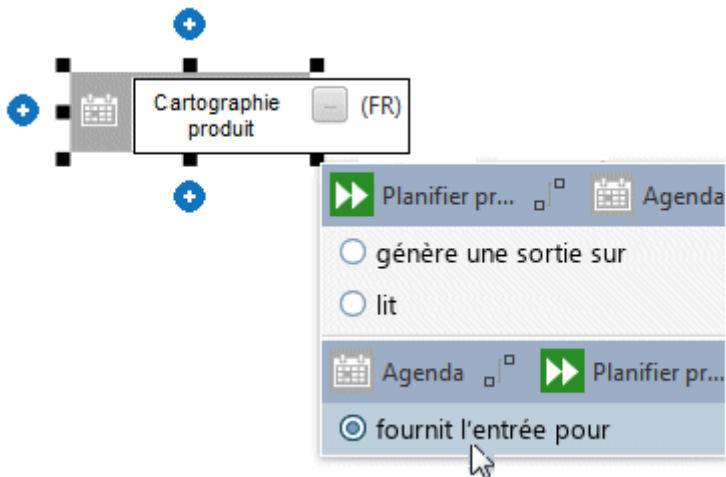 Cartographie
produit
(FR)
Planifier pr... Agenda
génère une sortie sur
lit
Agenda Planifier pr...
fournit l'entrée pour